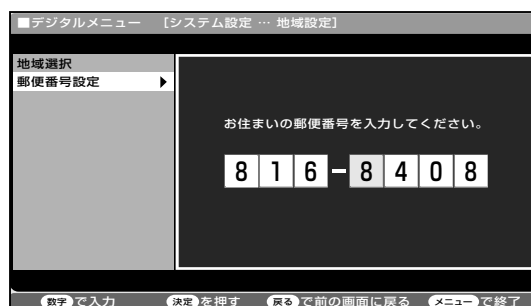 ■デジタルメニュー [システム設定 … 地域設定]
地域選択
郵便番号設定 ▶
お住まいの郵便番号を入力してください。
816-8408
数字で入力 決定を押す 戻るで前の画面に戻る メニューで終了